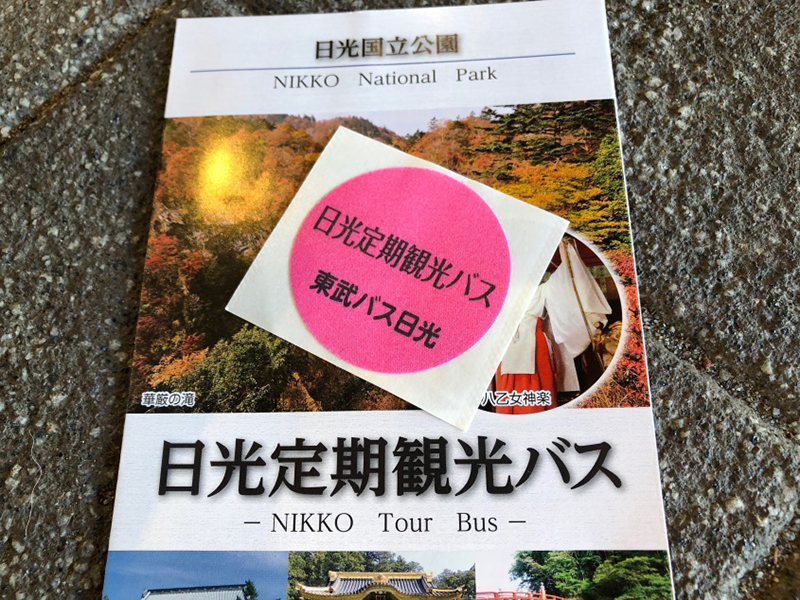 日光国立公園
NIKKO National Park
日光定期観光バス
東武バス日光
華厳の滝
八乙女神楽
日光定期観光バス
- NIKKO Tour Bus -